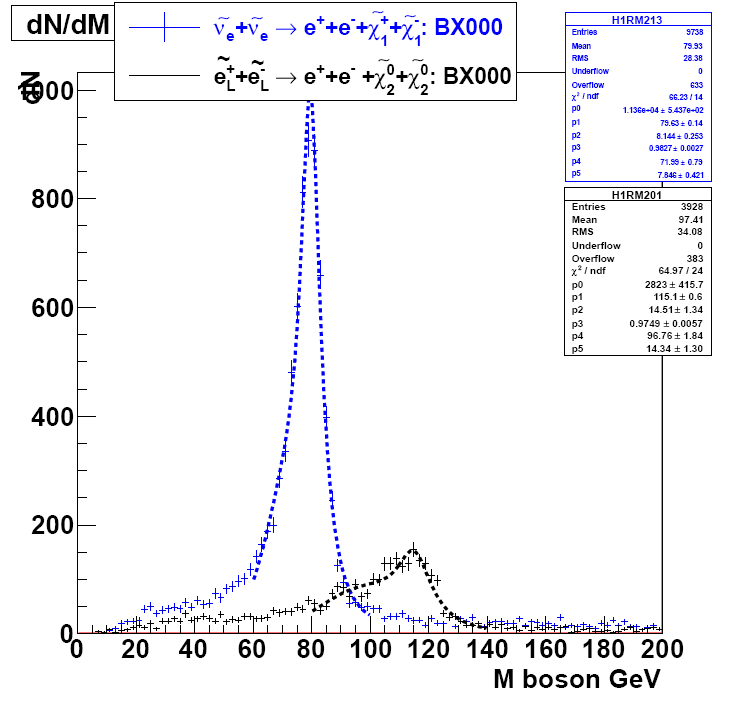 dN/dM
ν̃e+ν̃e → e⁺+e⁻+χ̃₁⁺+χ̃₁⁻: BX000
ẽL⁺+ẽL⁻ → e⁺+e⁻ +χ̃₂⁰+χ̃₂⁰: BX000
H1RM213
Entries 9738
Mean 79.93
RMS 28.38
Underflow 0
Overflow 633
χ² / ndf 66.23 / 14
p0 1.136e+04 ± 5.437e+02
p1 79.63 ± 0.14
p2 8.144 ± 0.253
p3 0.9827 ± 0.0027
p4 71.99 ± 0.79
p5 7.846 ± 0.421
H1RM201
Entries 3928
Mean 97.41
RMS 34.08
Underflow 0
Overflow 383
χ² / ndf 64.97 / 24
p0 2823 ± 415.7
p1 115.1 ± 0.6
p2 14.51 ± 1.34
p3 0.9749 ± 0.0057
p4 96.76 ± 1.84
p5 14.34 ± 1.30
dN
1000
800
600
400
200
0
0 20 40 60 80 100 120 140 160 180 200
M boson GeV